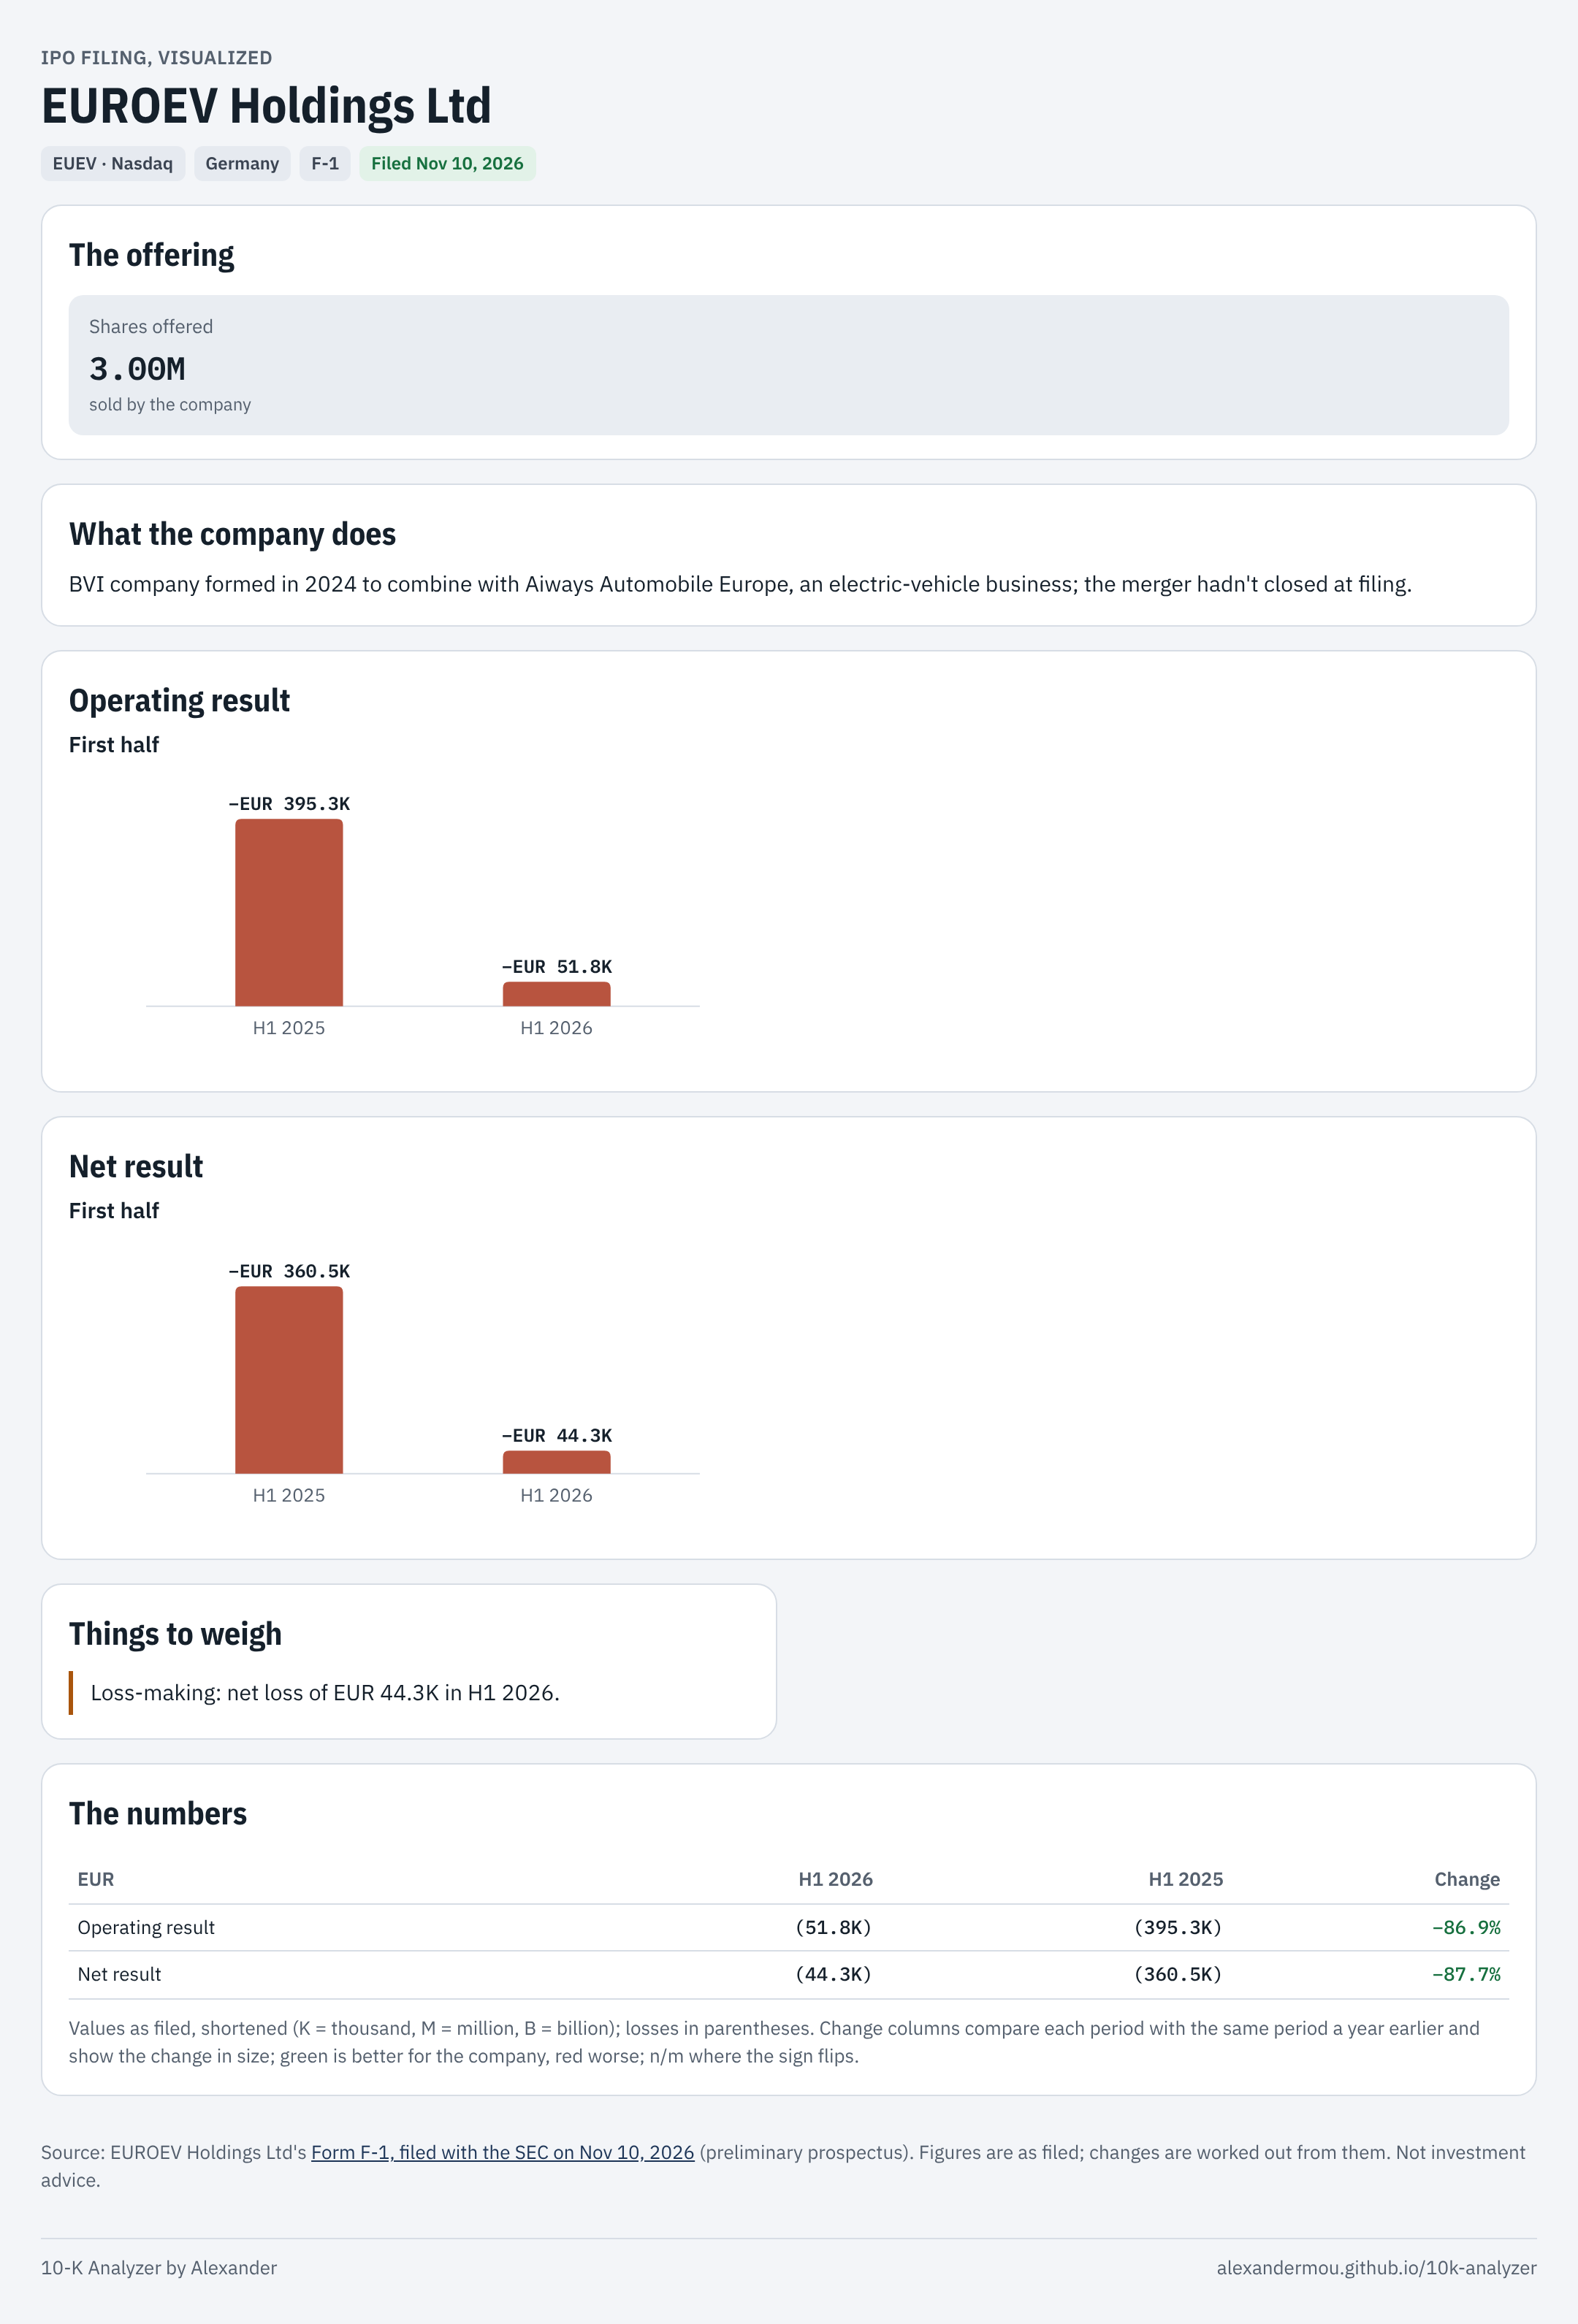 IPO FILING, VISUALIZED
EUROEV Holdings Ltd
EUEV · Nasdaq
Germany
F-1
Filed Nov 10, 2026
The offering
Shares offered
3.00M
sold by the company
What the company does
BVI company formed in 2024 to combine with Aiways Automobile Europe, an electric-vehicle business; the merger hadn't closed at filing.
Operating result
First half
−EUR 395.3K
−EUR 51.8K
H1 2025
H1 2026
Net result
First half
−EUR 360.5K
−EUR 44.3K
H1 2025
H1 2026
Things to weigh
Loss-making: net loss of EUR 44.3K in H1 2026.
The numbers
EUR H1 2026 H1 2025 Change
Operating result (51.8K) (395.3K) −86.9%
Net result (44.3K) (360.5K) −87.7%
Values as filed, shortened (K = thousand, M = million, B = billion); losses in parentheses. Change columns compare each period with the same period a year earlier and
show the change in size; green is better for the company, red worse; n/m where the sign flips.
Source: EUROEV Holdings Ltd's Form F-1, filed with the SEC on Nov 10, 2026 (preliminary prospectus). Figures are as filed; changes are worked out from them. Not investment
advice.
10-K Analyzer by Alexander
alexandermou.github.io/10k-analyzer